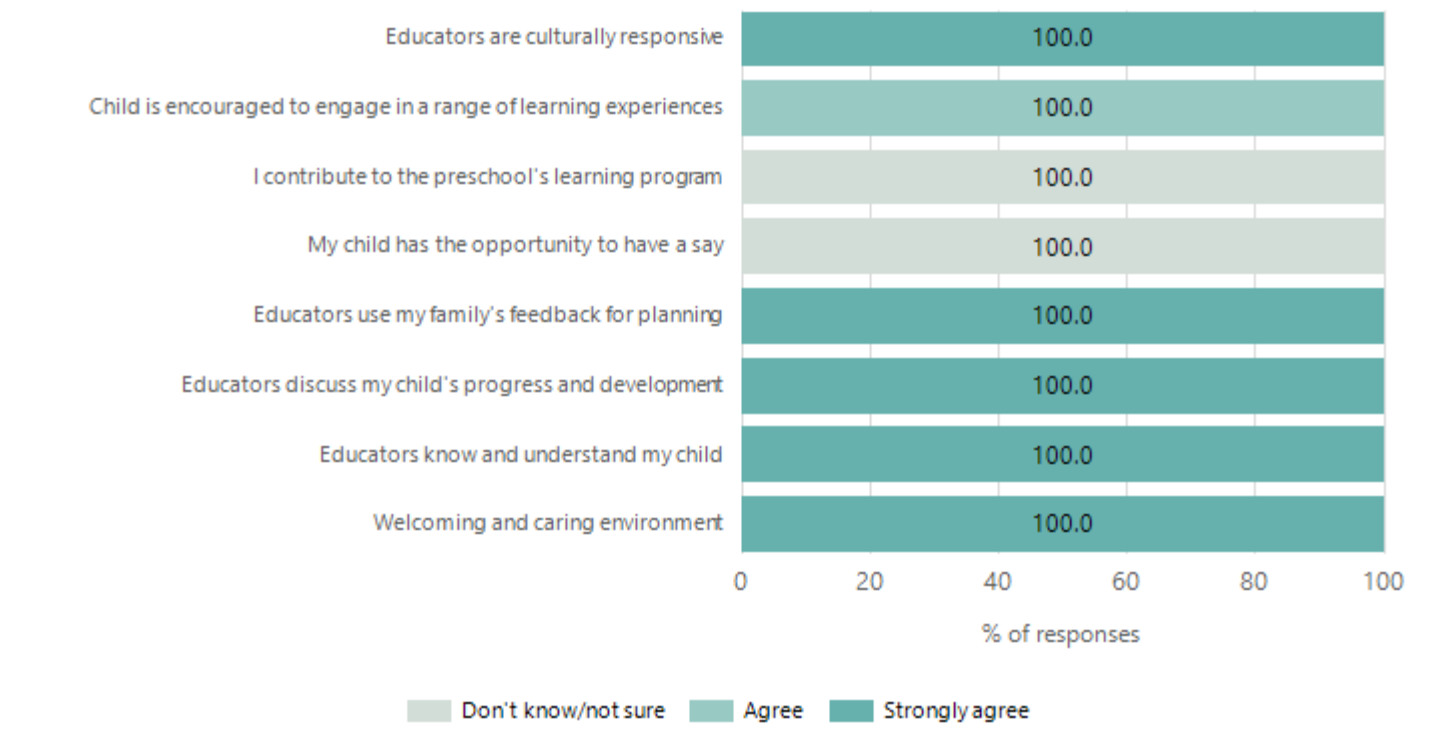 Educators are culturally responsive 100.0
Child is encouraged to engage in a range of learning experiences 100.0
I contribute to the preschool's learning program 100.0
My child has the opportunity to have a say 100.0
Educators use my family's feedback for planning 100.0
Educators discuss my child's progress and development 100.0
Educators know and understand my child 100.0
Welcoming and caring environment 100.0
0 20 40 60 80 100
% of responses
Don't know/not sure Agree Strongly agree